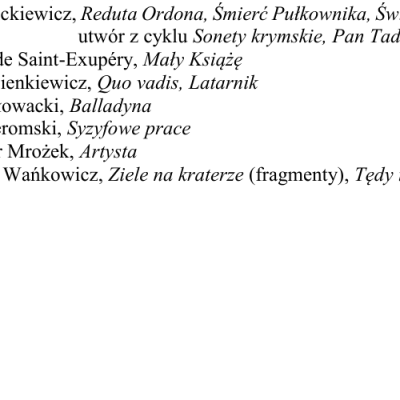 ckiewicz, Reduta Ordona, Śmierć Pułkownika, Św
utwór z cyklu Sonety krymskie, Pan Tad
de Saint-Exupéry, Mały Książę
ienkiewicz, Quo vadis, Latarnik
łowacki, Balladyna
eromski, Syzyfowe prace
r Mrożek, Artysta
Wańkowicz, Ziele na kraterze (fragmenty), Tędy